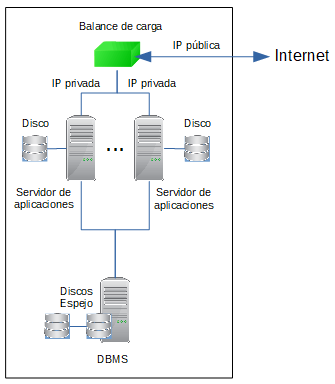 Balance de carga
IP pública
Internet
IP privada
IP privada
Disco
Disco
...
Servidor de
aplicaciones
Servidor de
aplicaciones
Discos
Espejo
DBMS